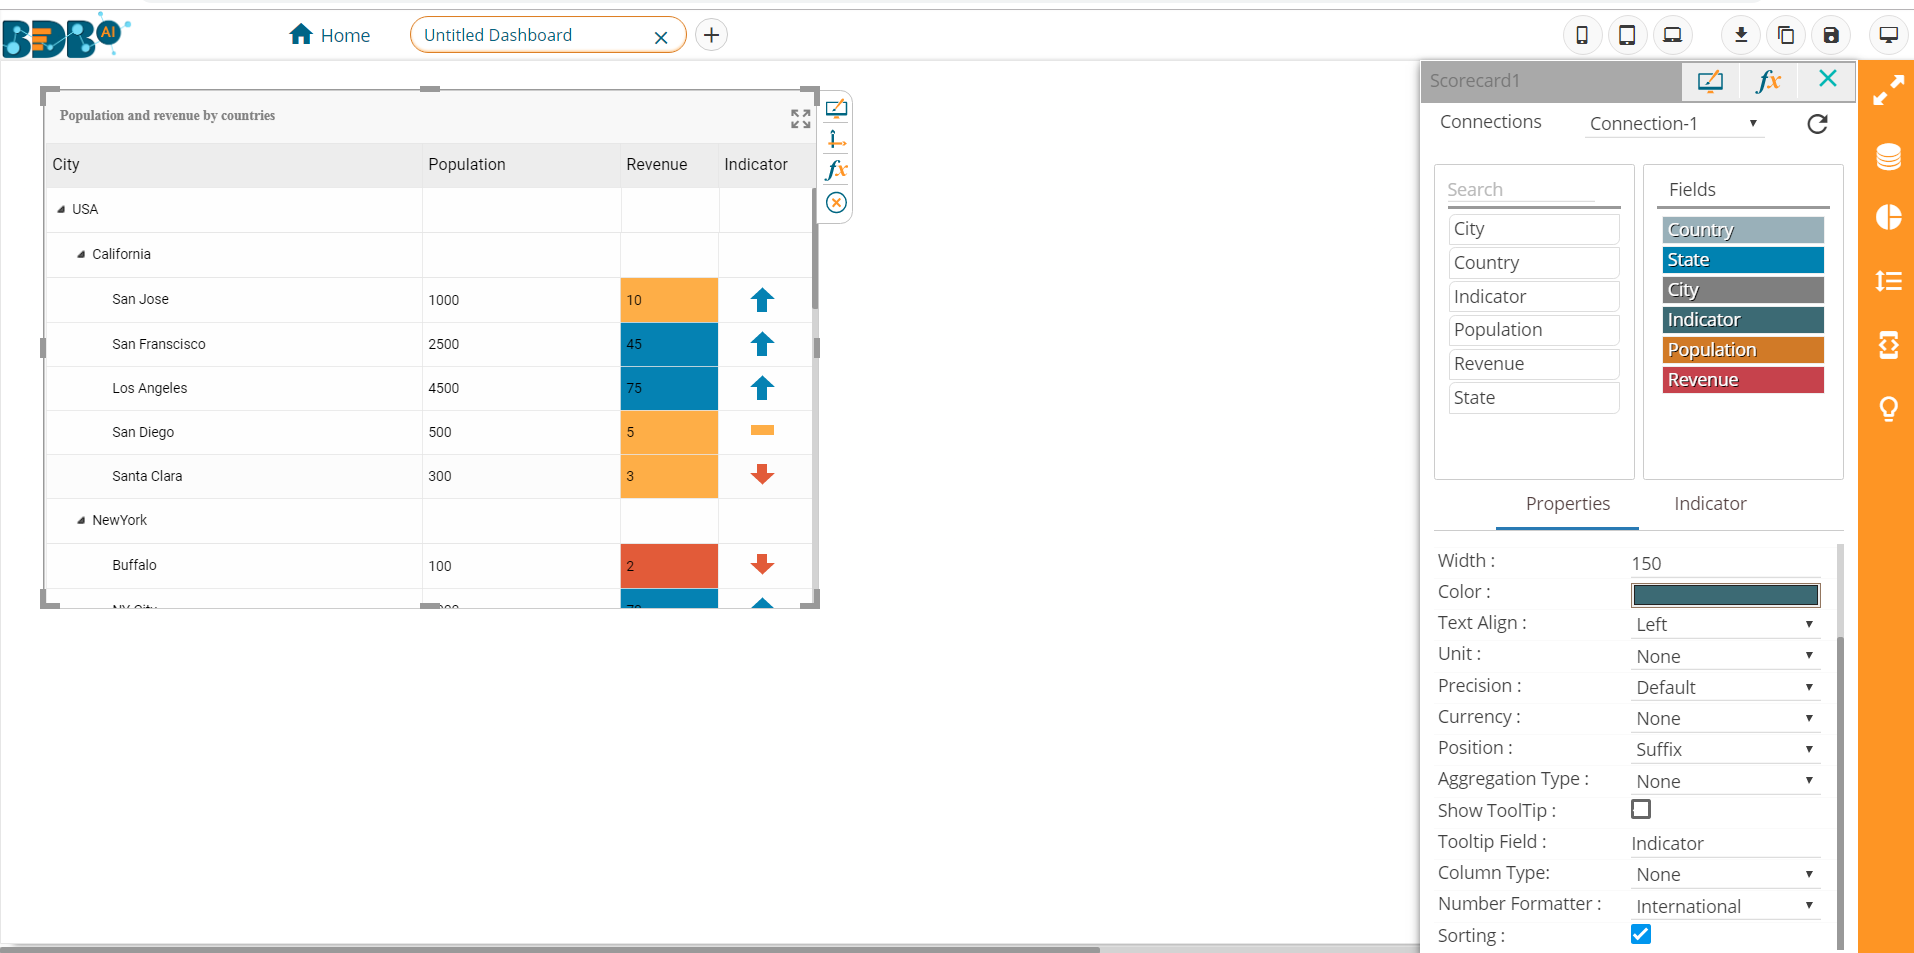 BDB AI
Home
Untitled Dashboard
Population and revenue by countries
City Population Revenue Indicator
USA
California
San Jose 1000 10
San Franscisco 2500 45
Los Angeles 4500 75
San Diego 500 5
Santa Clara 300 3
NewYork
Buffalo 100 2
NY City
fx
Scorecard1 fx
Connections Connection-1
Search
City
Country
Indicator
Population
Revenue
State
Fields
Country
State
City
Indicator
Population
Revenue
Properties Indicator
Width : 150
Color :
Text Align : Left
Unit : None
Precision : Default
Currency : None
Position : Suffix
Aggregation Type : None
Show ToolTip :
Tooltip Field : Indicator
Column Type: None
Number Formatter : International
Sorting :